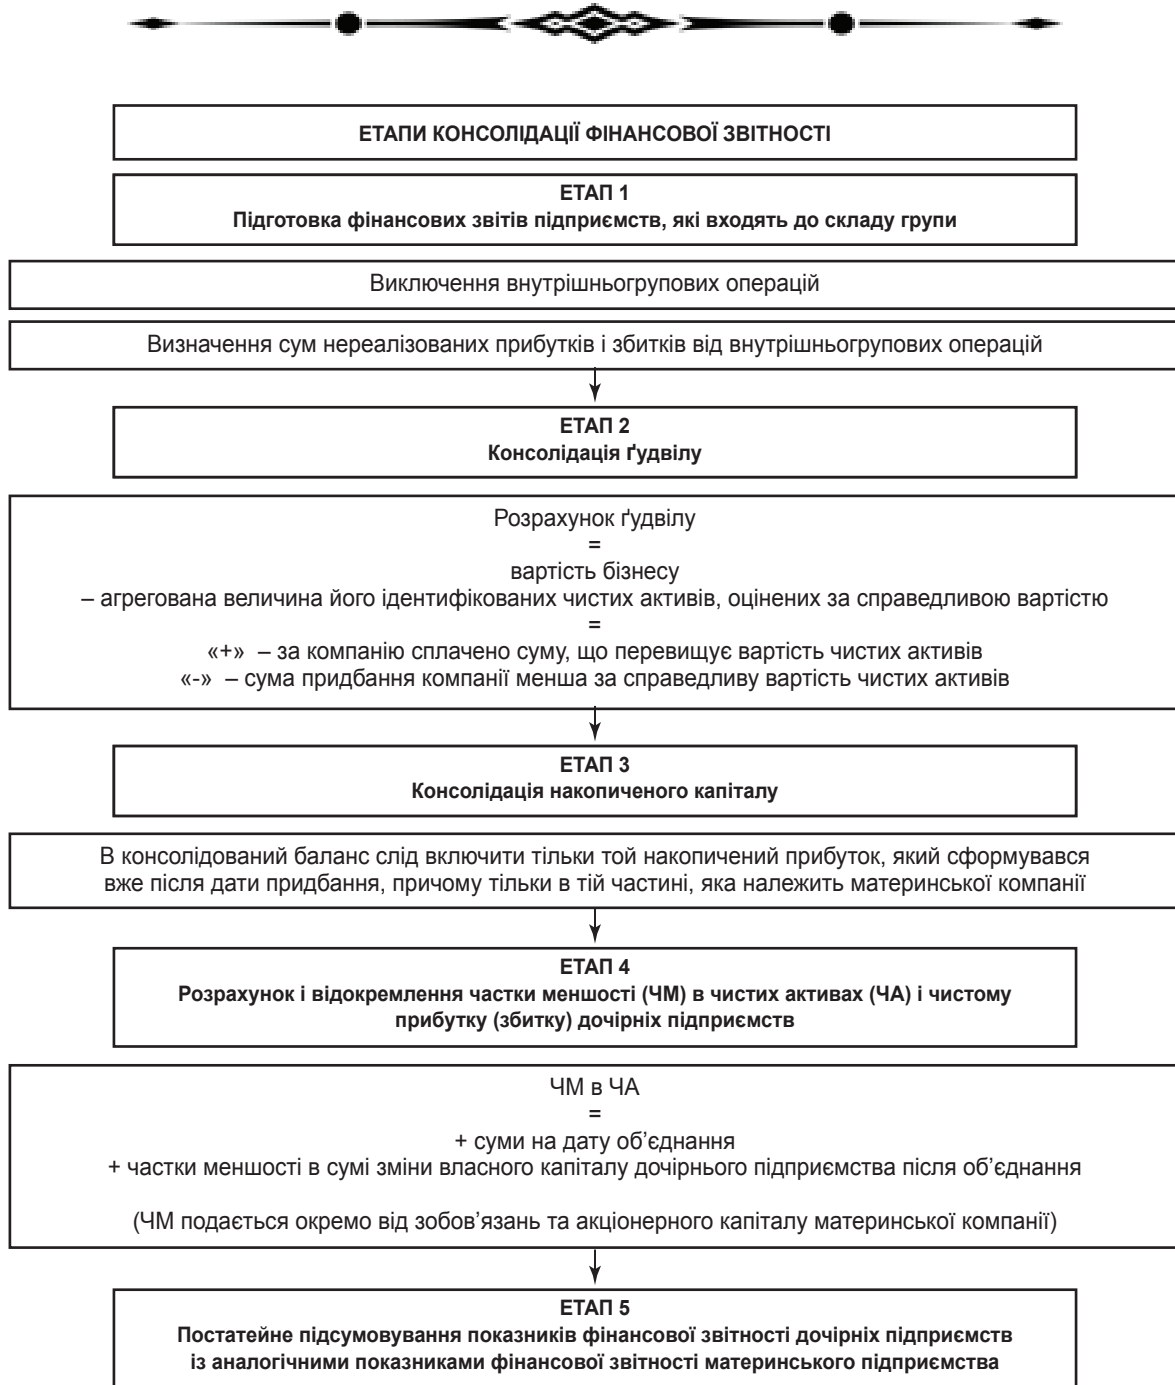 ЕТАПИ КОНСОЛІДАЦІЇ ФІНАНСОВОЇ ЗВІТНОСТІ
ЕТАП 1
Підготовка фінансових звітів підприємств, які входять до складу групи
Виключення внутрішньогрупових операцій
Визначення сум нереалізованих прибутків і збитків від внутрішньогрупових операцій
ЕТАП 2
Консолідація ґудвілу
Розрахунок ґудвілу
=
вартість бізнесу
– агрегована величина його ідентифікованих чистих активів, оцінених за справедливою вартістю
=
«+» – за компанію сплачено суму, що перевищує вартість чистих активів
«-» – сума придбання компанії менша за справедливу вартість чистих активів
ЕТАП 3
Консолідація накопиченого капіталу
В консолідований баланс слід включити тільки той накопичений прибуток, який сформувався
вже після дати придбання, причому тільки в тій частині, яка належить материнської компанії
ЕТАП 4
Розрахунок і відокремлення частки меншості (ЧМ) в чистих активах (ЧА) і чистому
прибутку (збитку) дочірніх підприємств
ЧМ в ЧА
=
+ суми на дату об’єднання
+ частки меншості в сумі зміни власного капіталу дочірнього підприємства після об’єднання
(ЧМ подається окремо від зобов’язань та акціонерного капіталу материнської компанії)
ЕТАП 5
Постатейне підсумовування показників фінансової звітності дочірніх підприємств
із аналогічними показниками фінансової звітності материнського підприємства